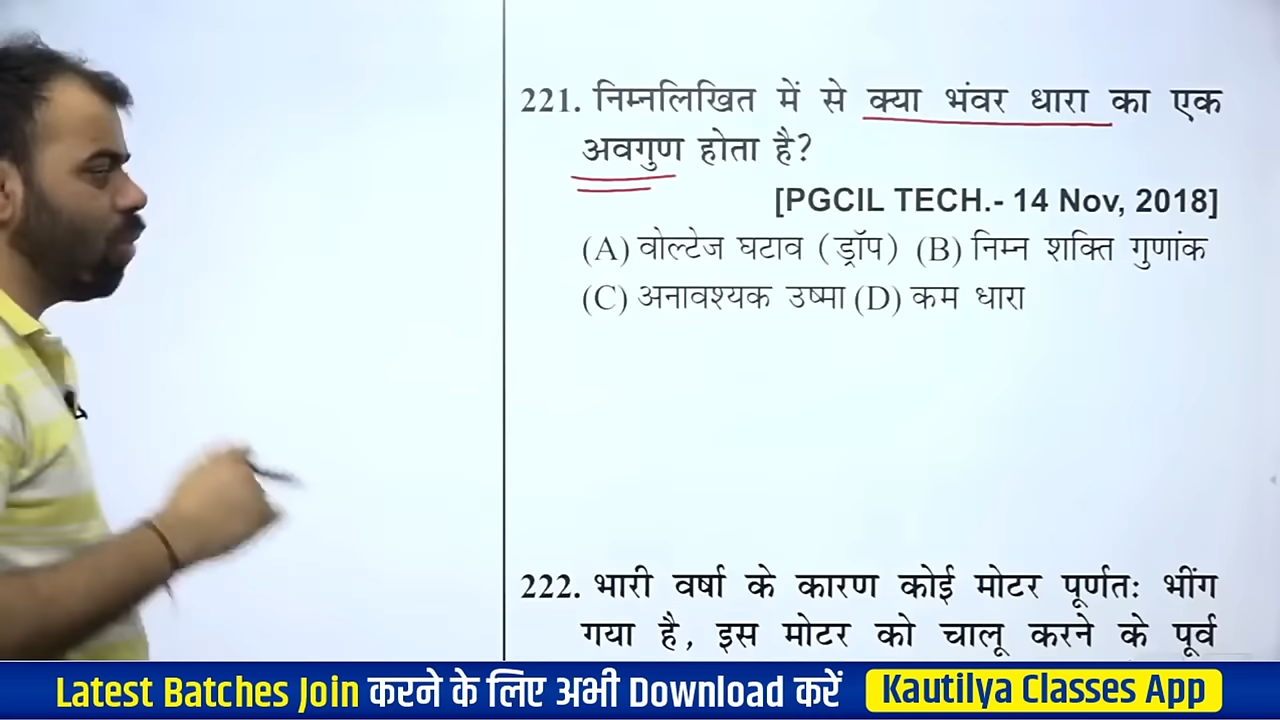 221. निम्नलिखित में से क्या भंवर धारा का एक
अवगुण होता है?
[PGCIL TECH.- 14 Nov, 2018]
(A) वोल्टेज घटाव (ड्रॉप) (B) निम्न शक्ति गुणांक
(C) अनावश्यक उष्मा (D) कम धारा
222. भारी वर्षा के कारण कोई मोटर पूर्णतः भींग
गया है, इस मोटर को चालू करने के पूर्व
Latest Batches Join करने के लिए अभी Download करें Kautilya Classes App